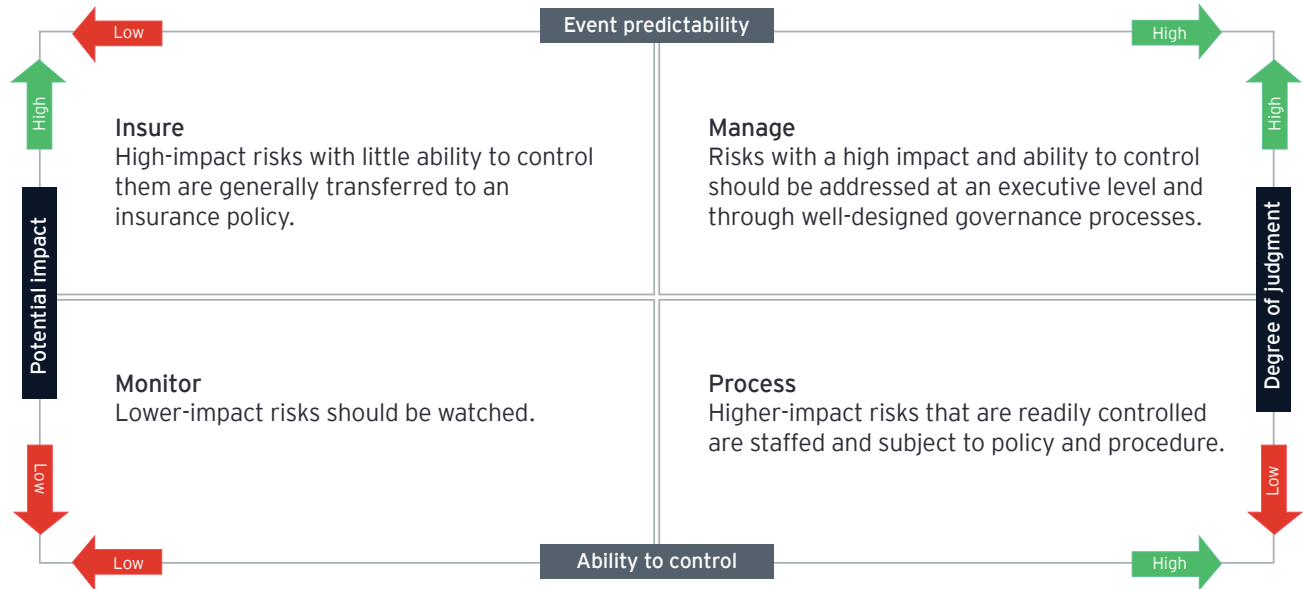 Event predictability
Low
High
High
High
Insure
High-impact risks with little ability to control
them are generally transferred to an
insurance policy.
Manage
Risks with a high impact and ability to control
should be addressed at an executive level and
through well-designed governance processes.
Potential impact
Degree of judgment
Monitor
Lower-impact risks should be watched.
Process
Higher-impact risks that are readily controlled
are staffed and subject to policy and procedure.
Low
Low
Low
Ability to control
High